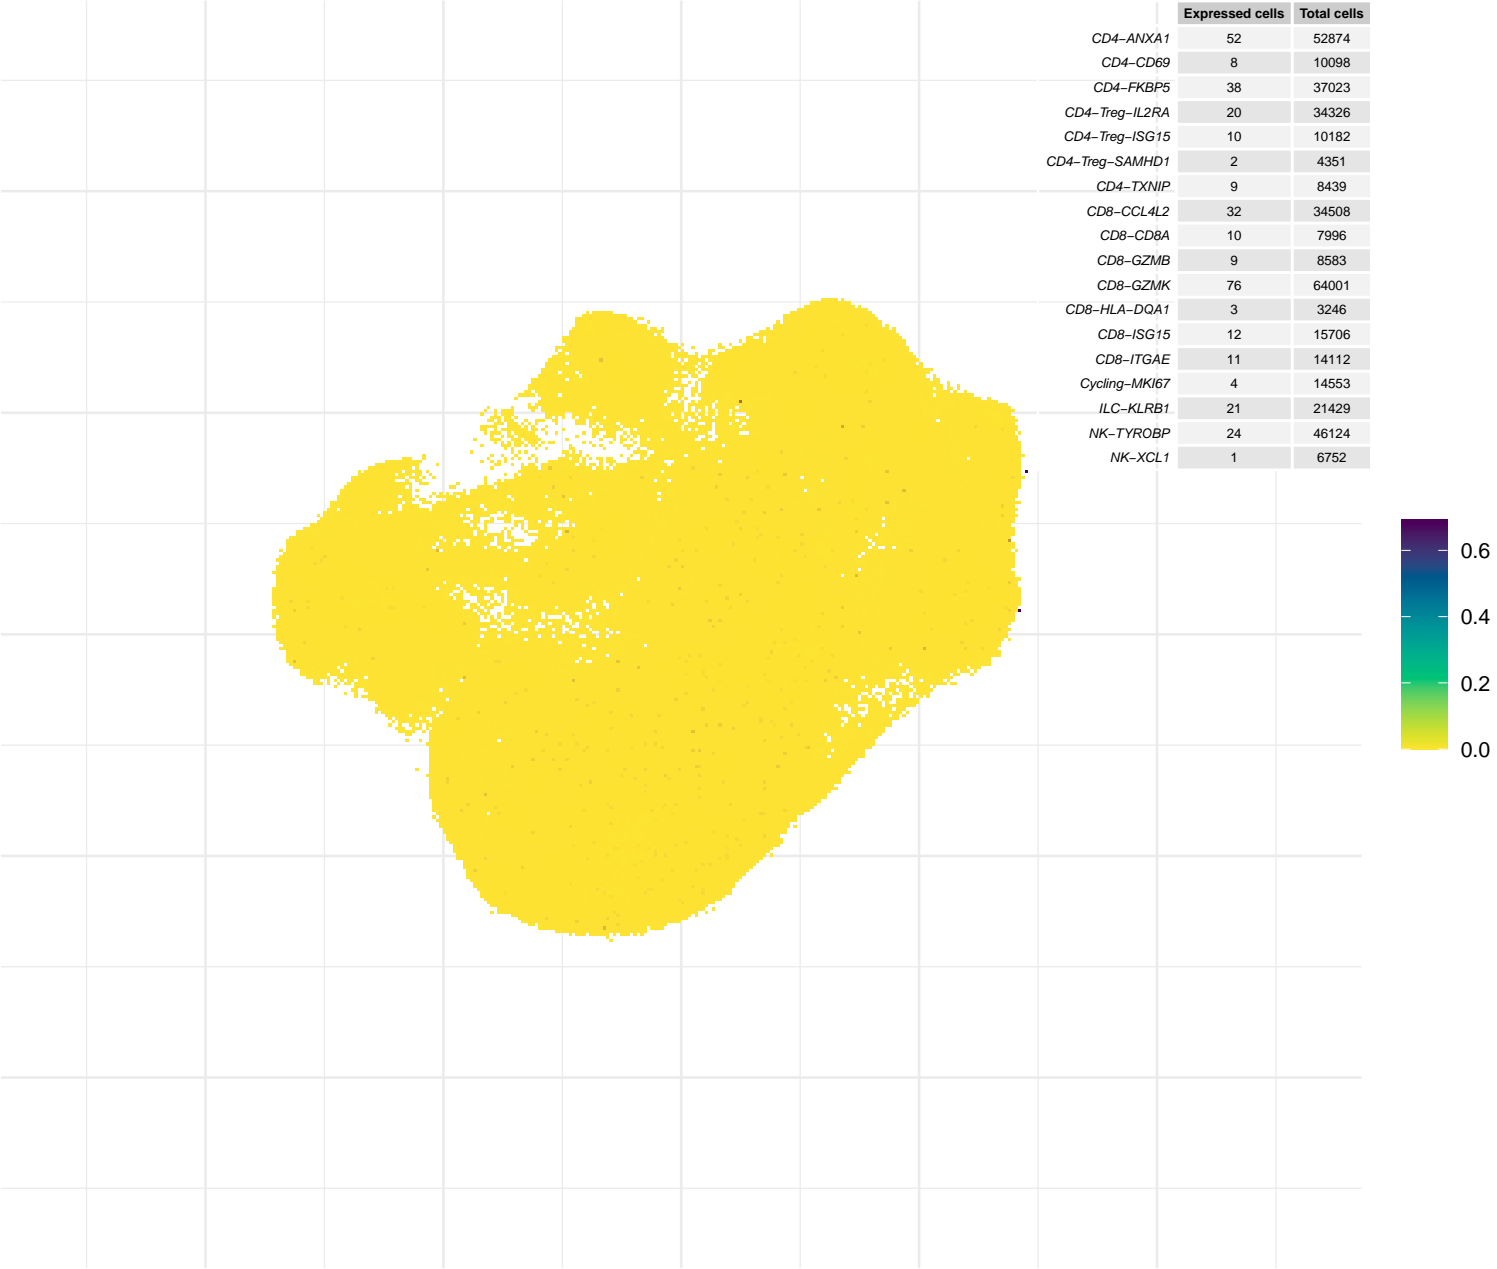 Expressed cells Total cells
CD4−ANXA1 52 52874
CD4−CD69 8 10098
CD4−FKBP5 38 37023
CD4−Treg−IL2RA 20 34326
CD4−Treg−ISG15 10 10182
CD4−Treg−SAMHD1 2 4351
CD4−TXNIP 9 8439
CD8−CCL4L2 32 34508
CD8−CD8A 10 7996
CD8−GZMB 9 8583
CD8−GZMK 76 64001
CD8−HLA−DQA1 3 3246
CD8−ISG15 12 15706
CD8−ITGAE 11 14112
Cycling−MKI67 4 14553
ILC−KLRB1 21 21429
NK−TYROBP 24 46124
NK−XCL1 1 6752
0.6
0.4
0.2
0.0